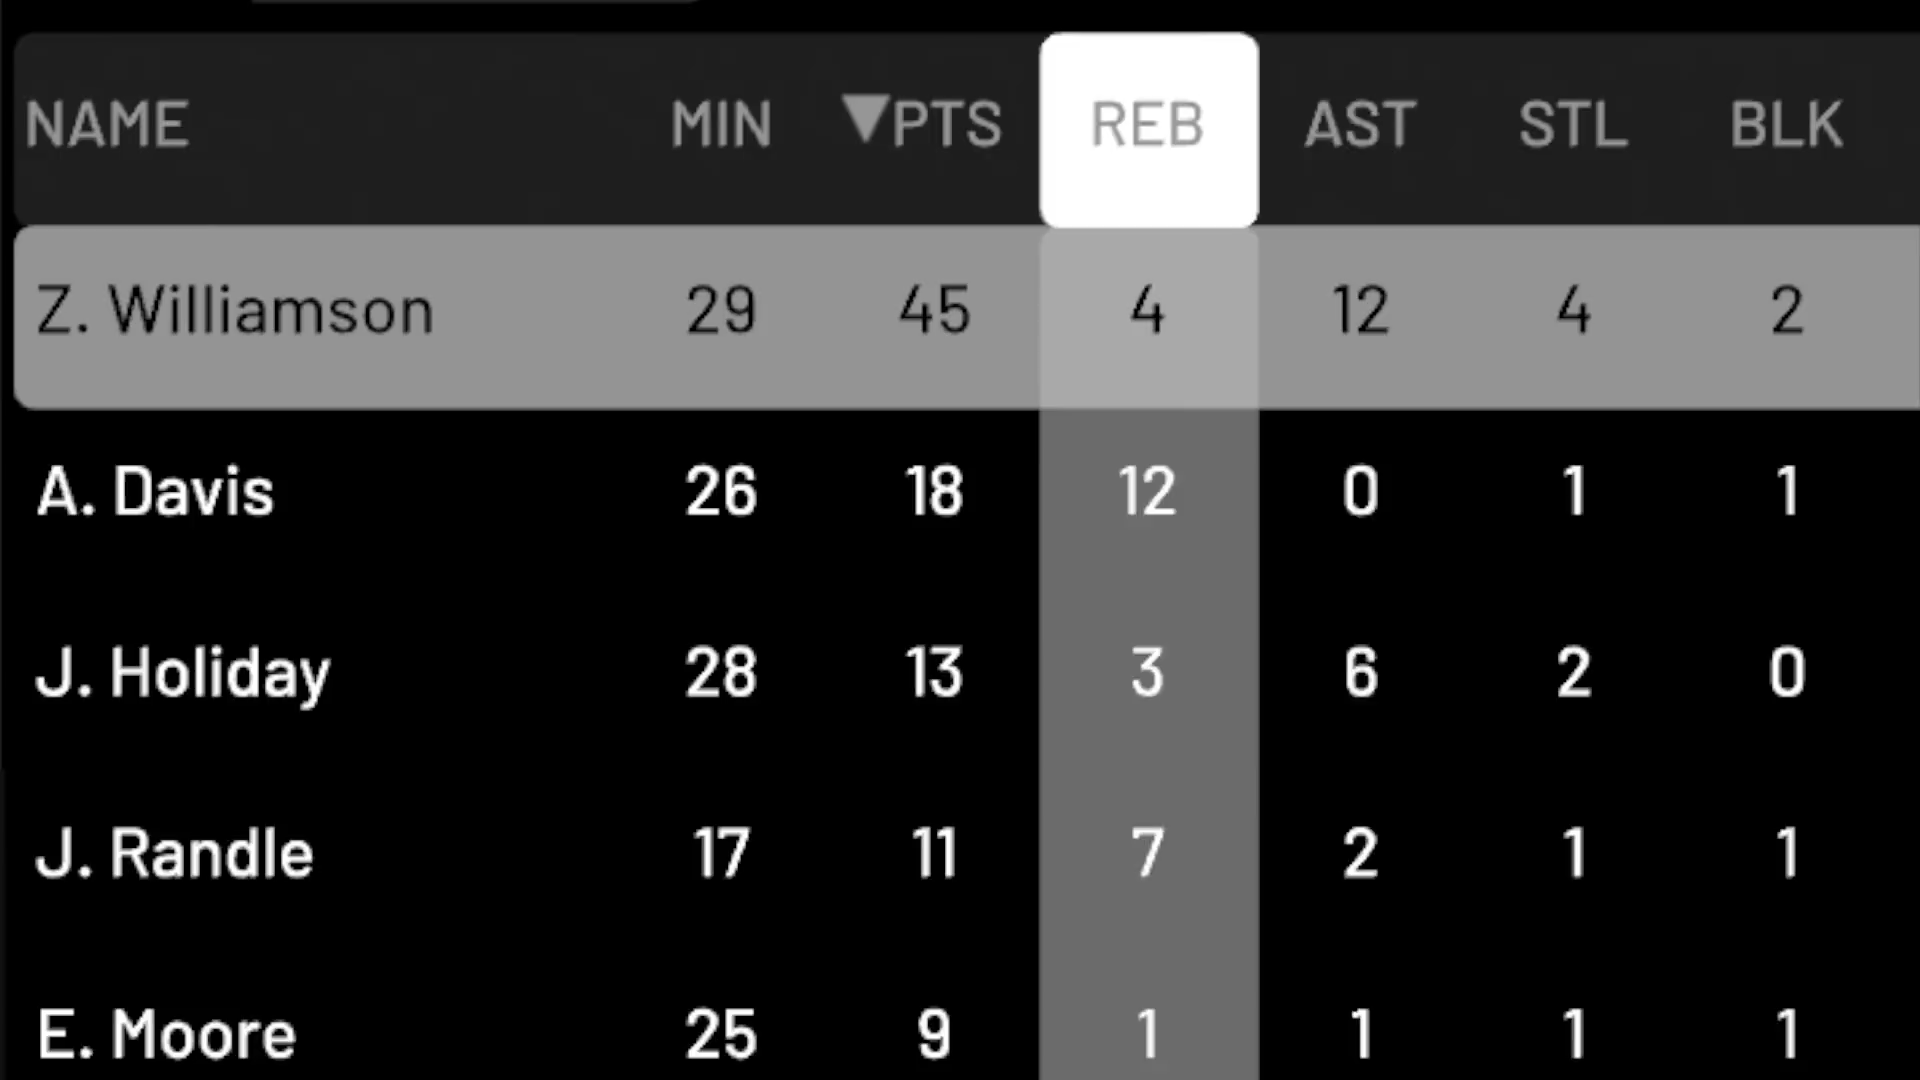 NAME MIN ▼PTS REB AST STL BLK
Z. Williamson 29 45 4 12 4 2
A. Davis 26 18 12 0 1 1
J. Holiday 28 13 3 6 2 0
J. Randle 17 11 7 2 1 1
E. Moore 25 9 1 1 1 1